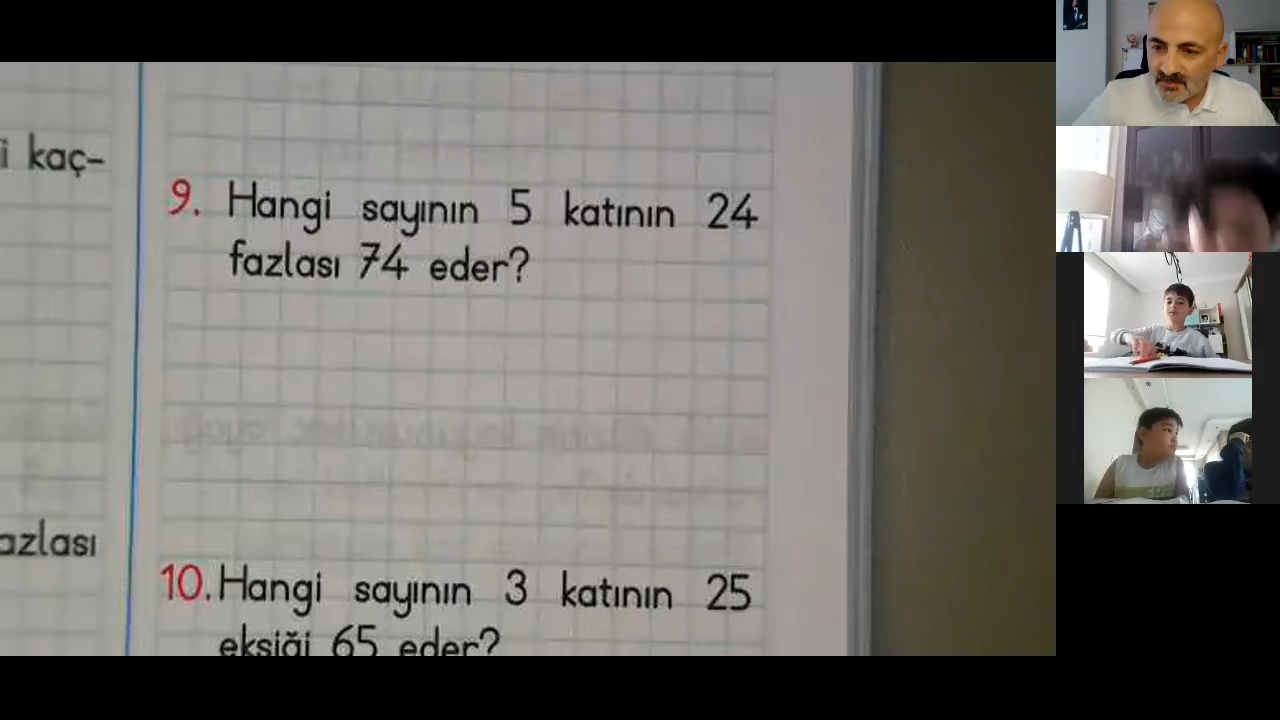 i kaç-
azlası
9. Hangi sayının 5 katının 24
fazlası 74 eder?
10. Hangi sayının 3 katının 25
eksiği 65 eder?